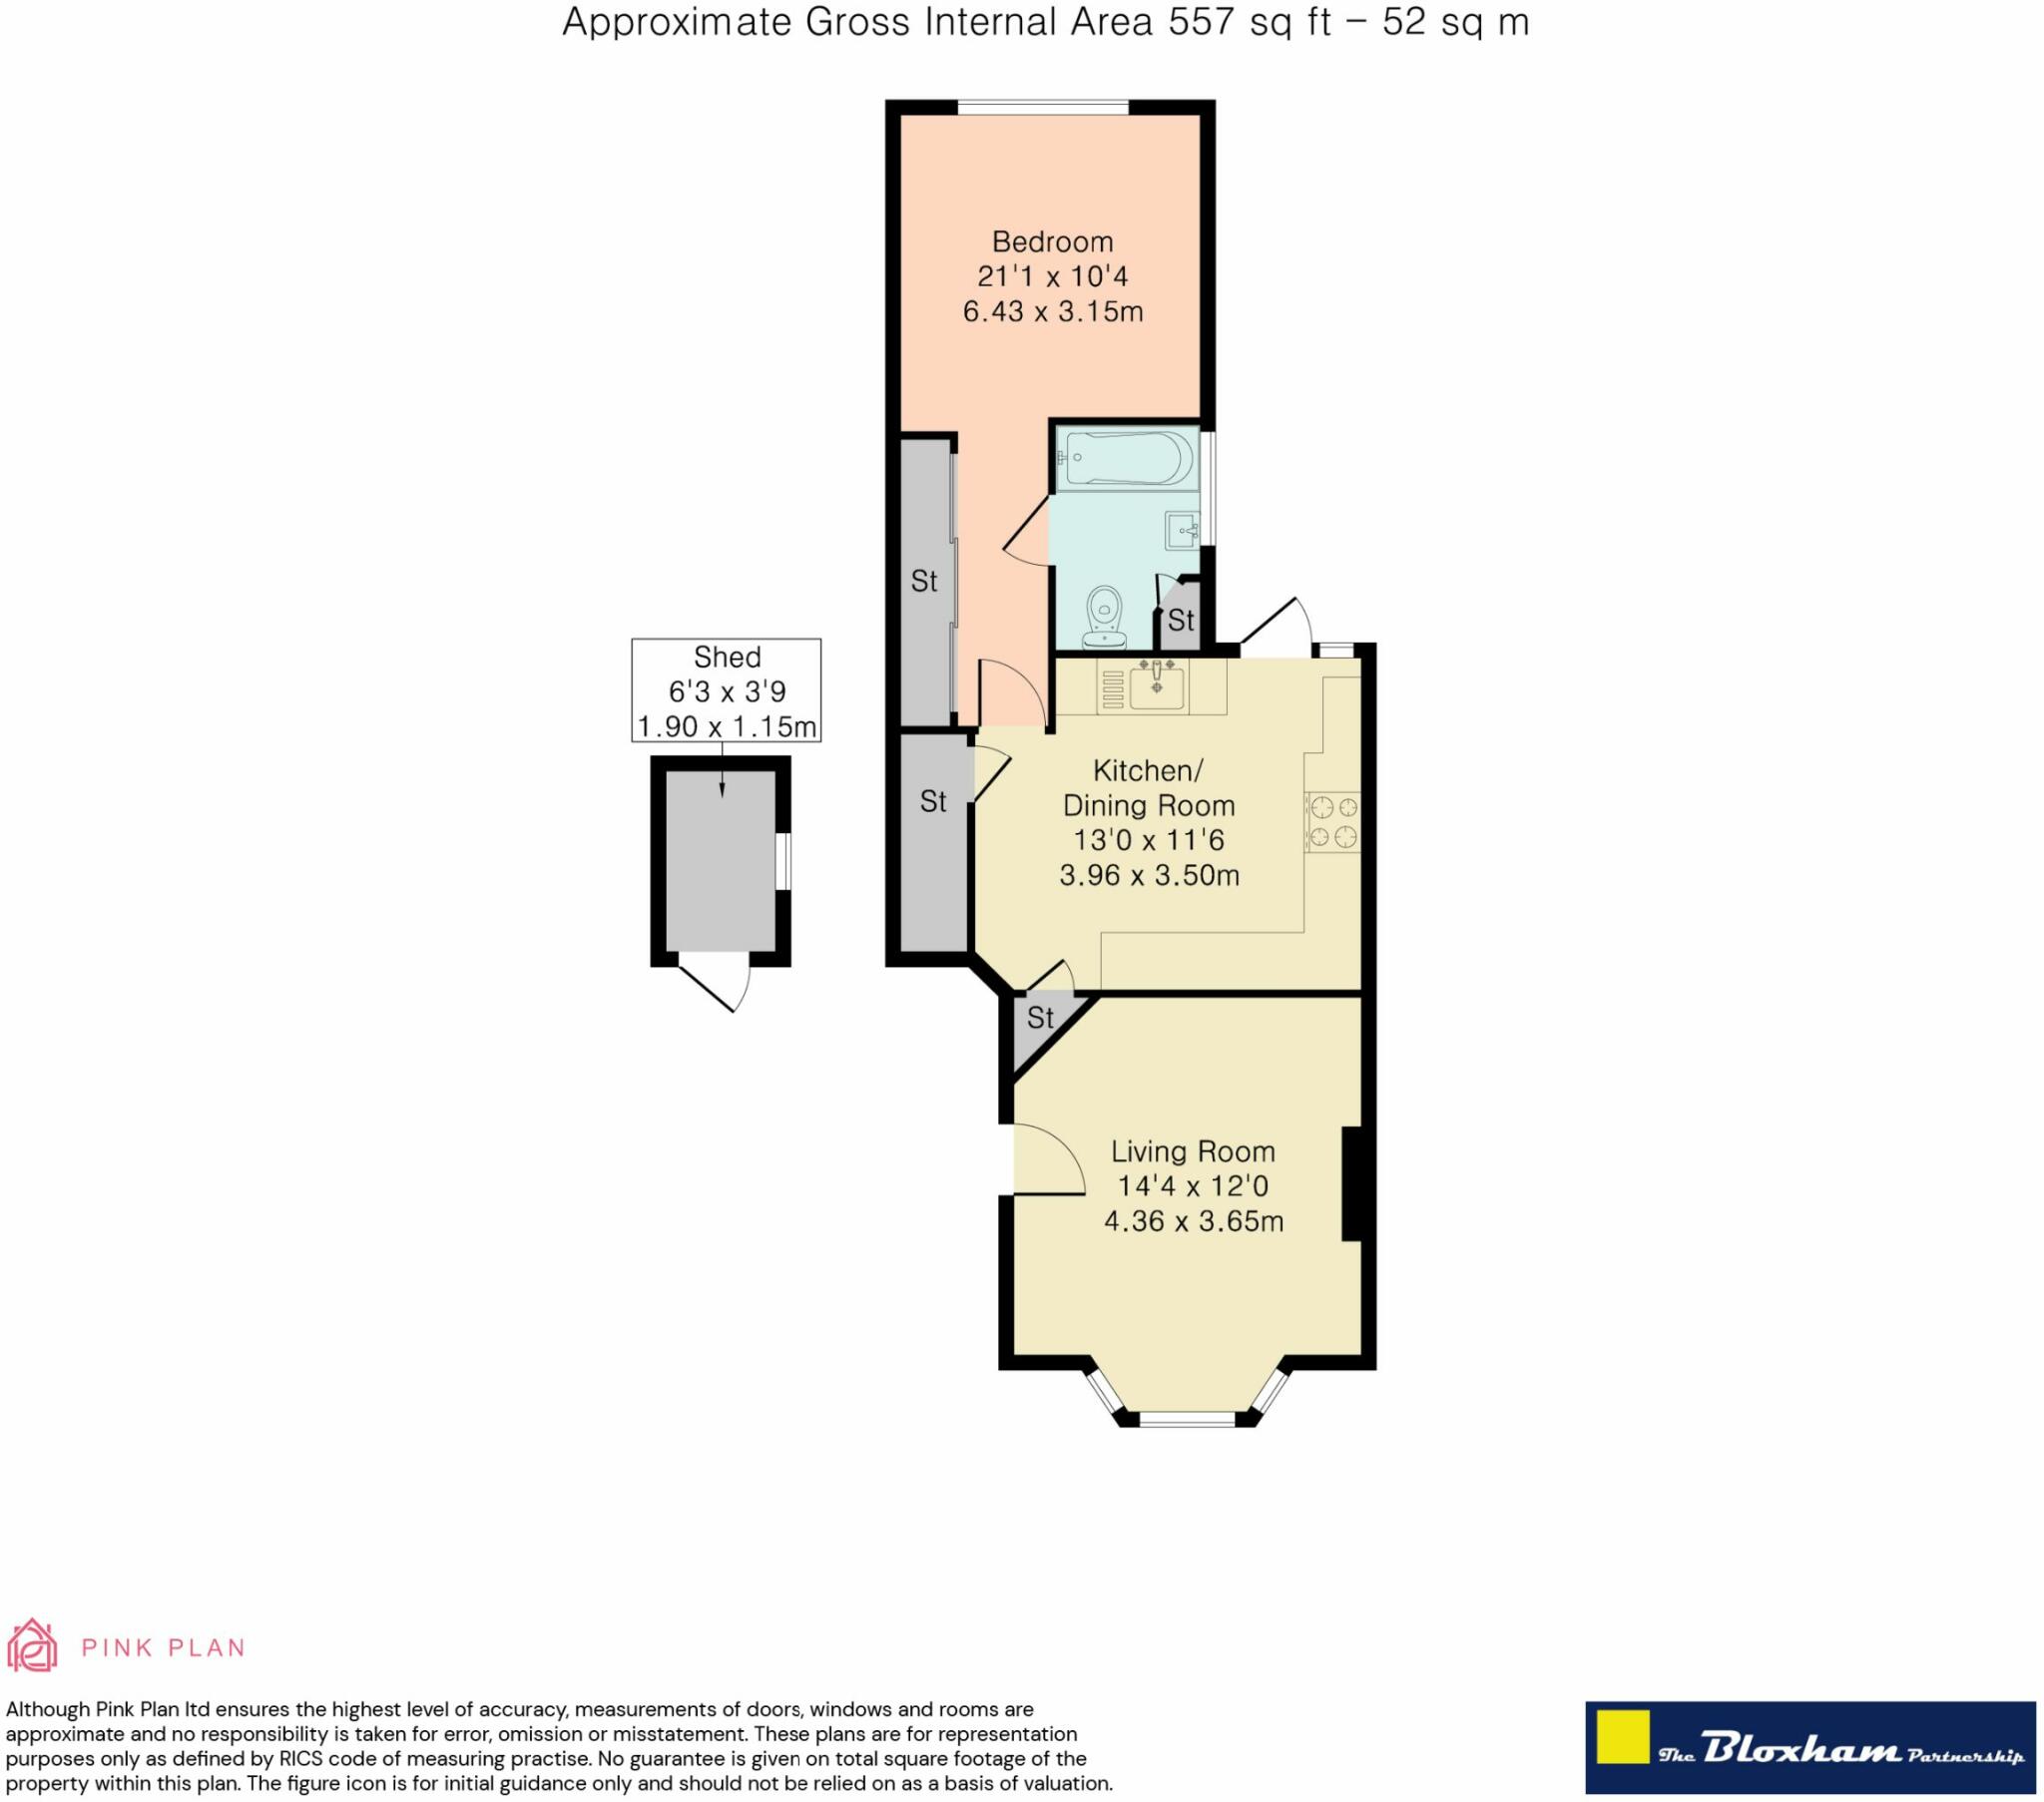 Approximate Gross Internal Area 557 sq ft – 52 sq m
Bedroom
21'1 x 10'4
6.43 x 3.15m
St
St
Shed
6'3 x 3'9
1.90 x 1.15m
St
Kitchen/
Dining Room
13'0 x 11'6
3.96 x 3.50m
St
Living Room
14'4 x 12'0
4.36 x 3.65m
PINK PLAN
Although Pink Plan ltd ensures the highest level of accuracy, measurements of doors, windows and rooms are
approximate and no responsibility is taken for error, omission or misstatement. These plans are for representation
purposes only as defined by RICS code of measuring practise. No guarantee is given on total square footage of the
property within this plan. The figure icon is for initial guidance only and should not be relied on as a basis of valuation.
The Bloxham Partnership